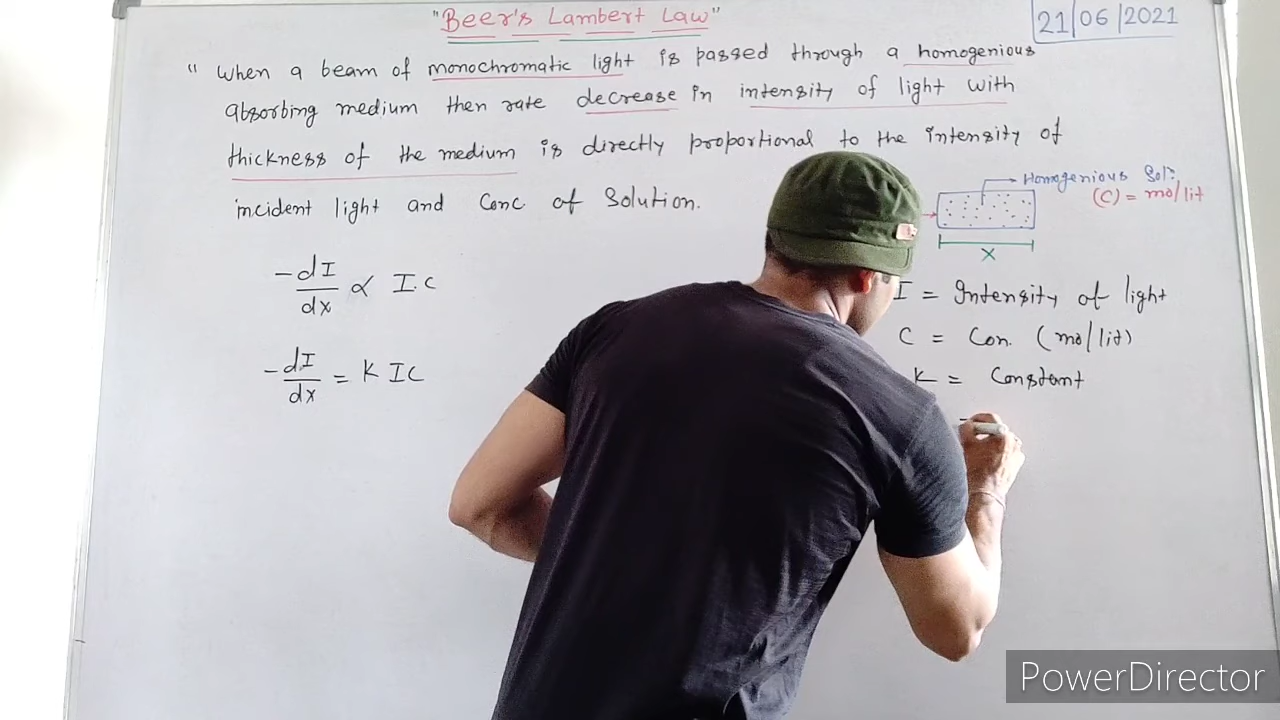 "Beer's Lambert Law"
21/06/2021
" When a beam of monochromatic light is passed through a homogenious
absorbing medium then rate decrease in intensity of light with
thickness of the medium is directly proportional to the intensity of
incident light and Conc of Solution.
Homogenious Sol:
(C) = mo/lit
x
-dI/dx ∝ I.C
-dI/dx = K IC
I = Intensity of light
C = Con. (mo/lit)
K = Constant
PowerDirector